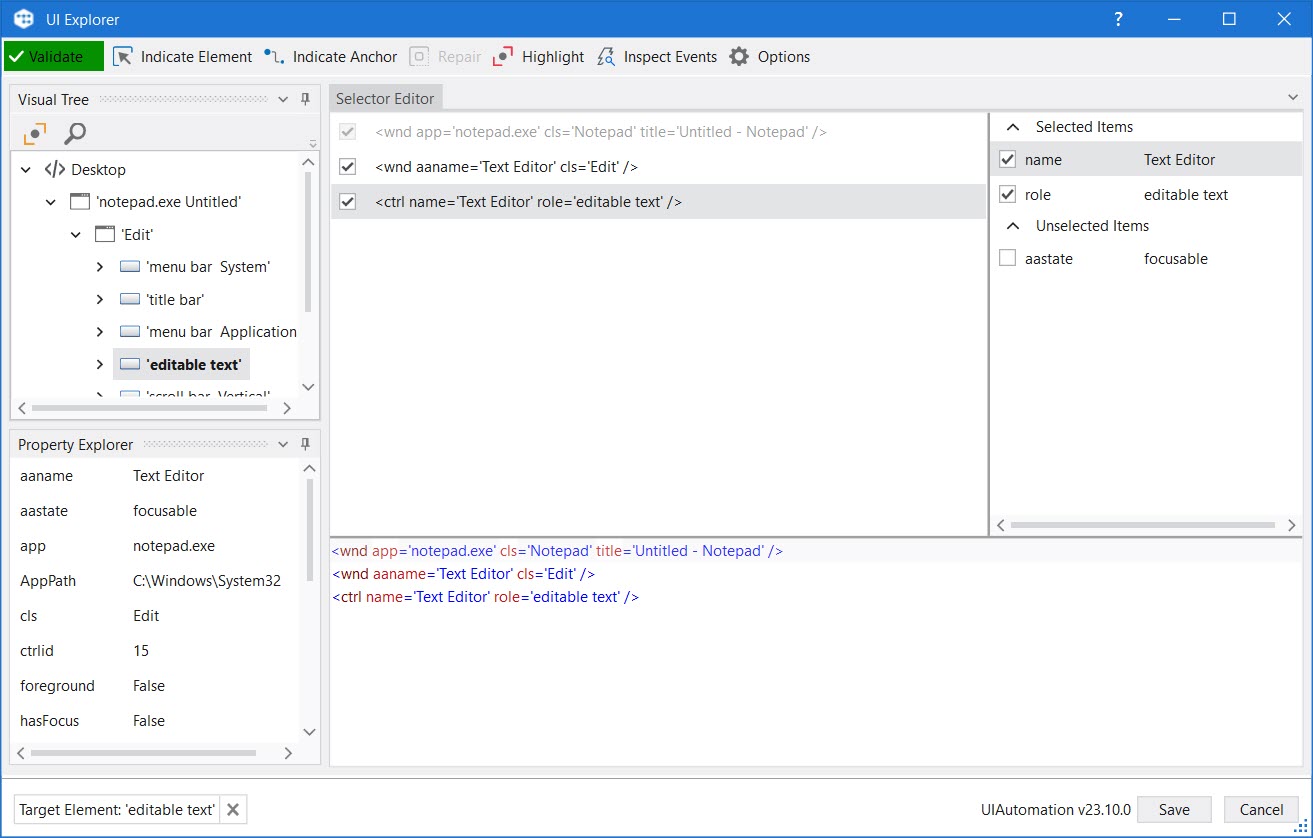 UI Explorer
?
Validate Indicate Element Indicate Anchor Repair Highlight Inspect Events Options
Visual Tree
</> Desktop
'notepad.exe Untitled'
'Edit'
'menu bar System'
'title bar'
'menu bar Application
'editable text'
'scroll bar Vertical'
Property Explorer
aaname Text Editor
aastate focusable
app notepad.exe
AppPath C:\Windows\System32
cls Edit
ctrlid 15
foreground False
hasFocus False
Selector Editor
<wnd app='notepad.exe' cls='Notepad' title='Untitled - Notepad' />
<wnd aaname='Text Editor' cls='Edit' />
<ctrl name='Text Editor' role='editable text' />
Selected Items
name Text Editor
role editable text
Unselected Items
aastate focusable
<wnd app='notepad.exe' cls='Notepad' title='Untitled - Notepad' />
<wnd aaname='Text Editor' cls='Edit' />
<ctrl name='Text Editor' role='editable text' />
Target Element: 'editable text'
UIAutomation v23.10.0 Save Cancel